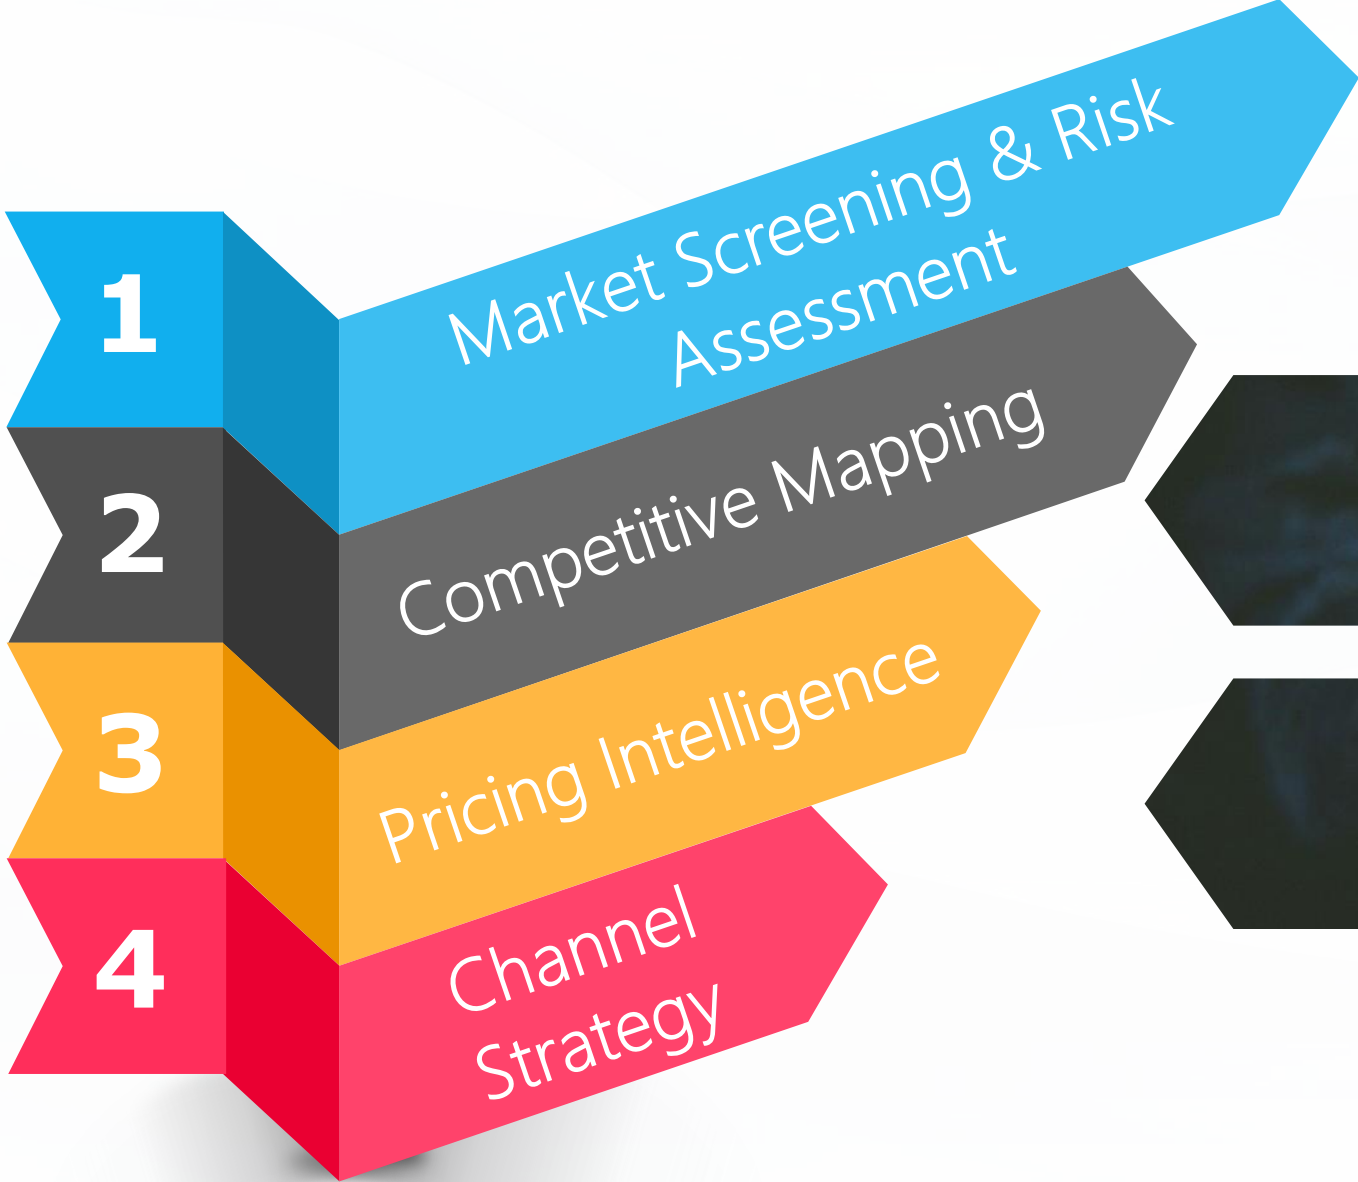 1
Market Screening & Risk
Assessment
2
Competitive Mapping
3
Pricing Intelligence
4
Channel
Strategy